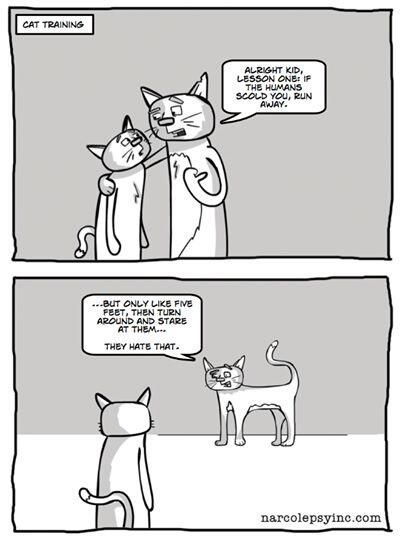 CAT TRAINING
ALRIGHT KID,
LESSON ONE: IF
THE HUMANS
SCOLD YOU, RUN
AWAY.
...BUT ONLY LIKE FIVE
FEET, THEN TURN
AROUND AND STARE
AT THEM...
THEY HATE THAT.
narcolepsyinc.com